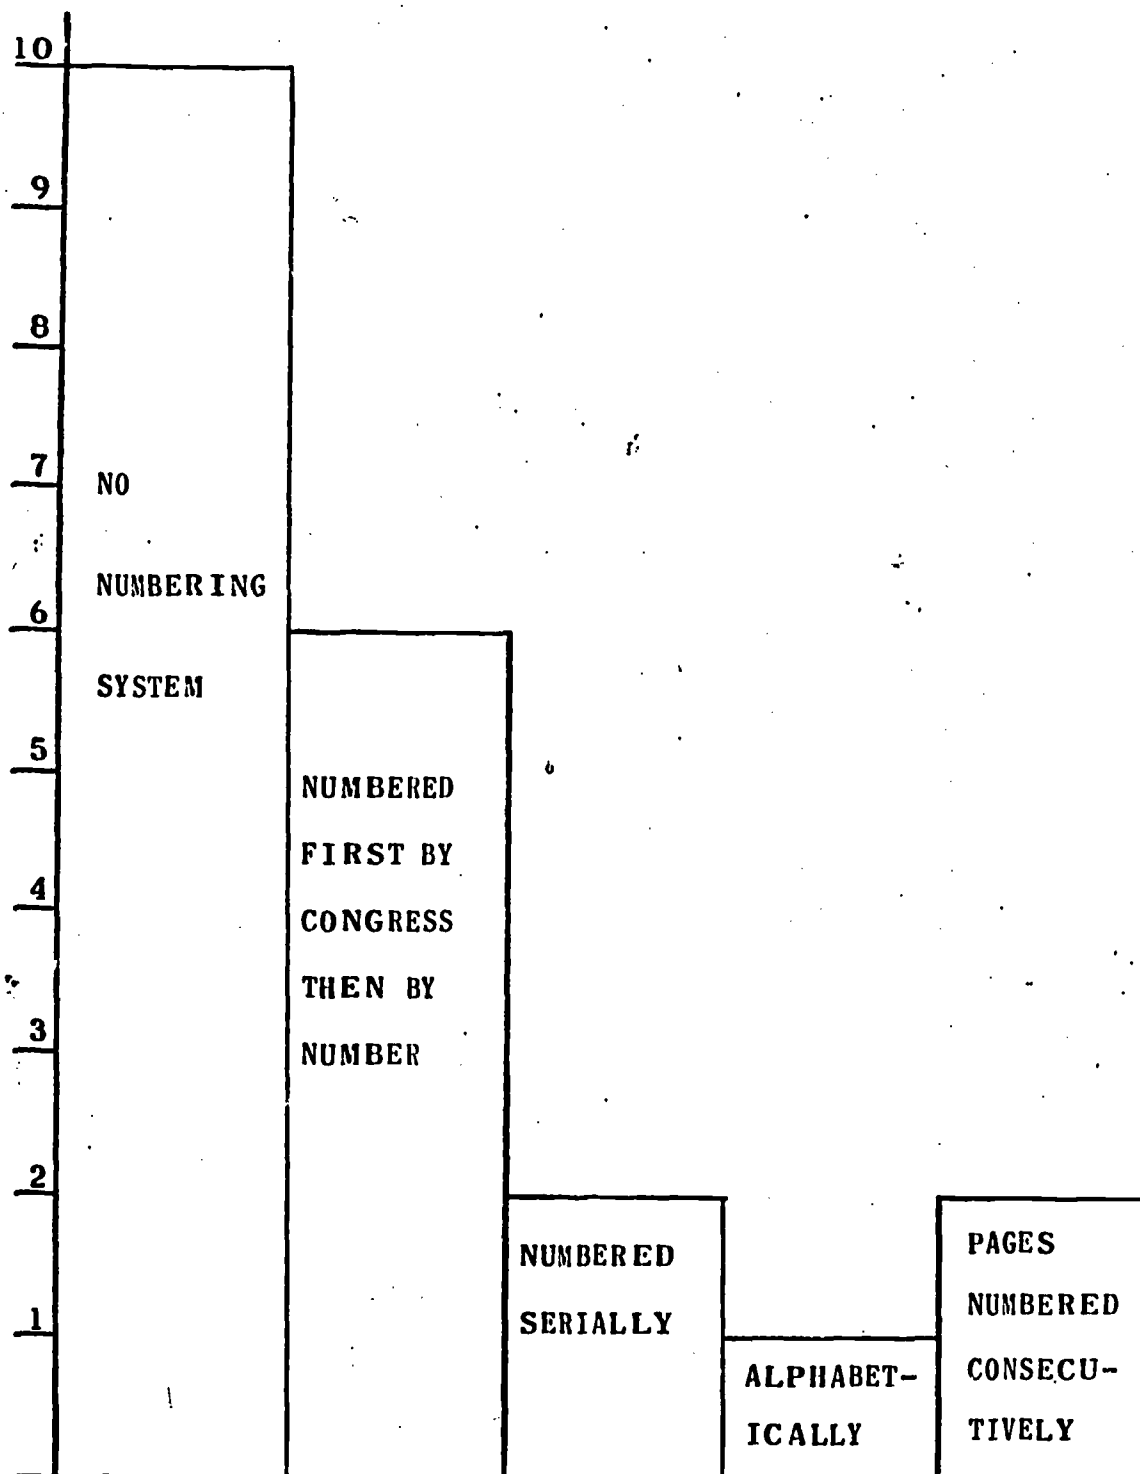 10
9
8
7
6
5
4
3
2
1
NO
NUMBERING
SYSTEM
NUMBERED
FIRST BY
CONGRESS
THEN BY
NUMBER
NUMBERED
SERIALLY
ALPHABET-
ICALLY
PAGES
NUMBERED
CONSECU-
TIVELY